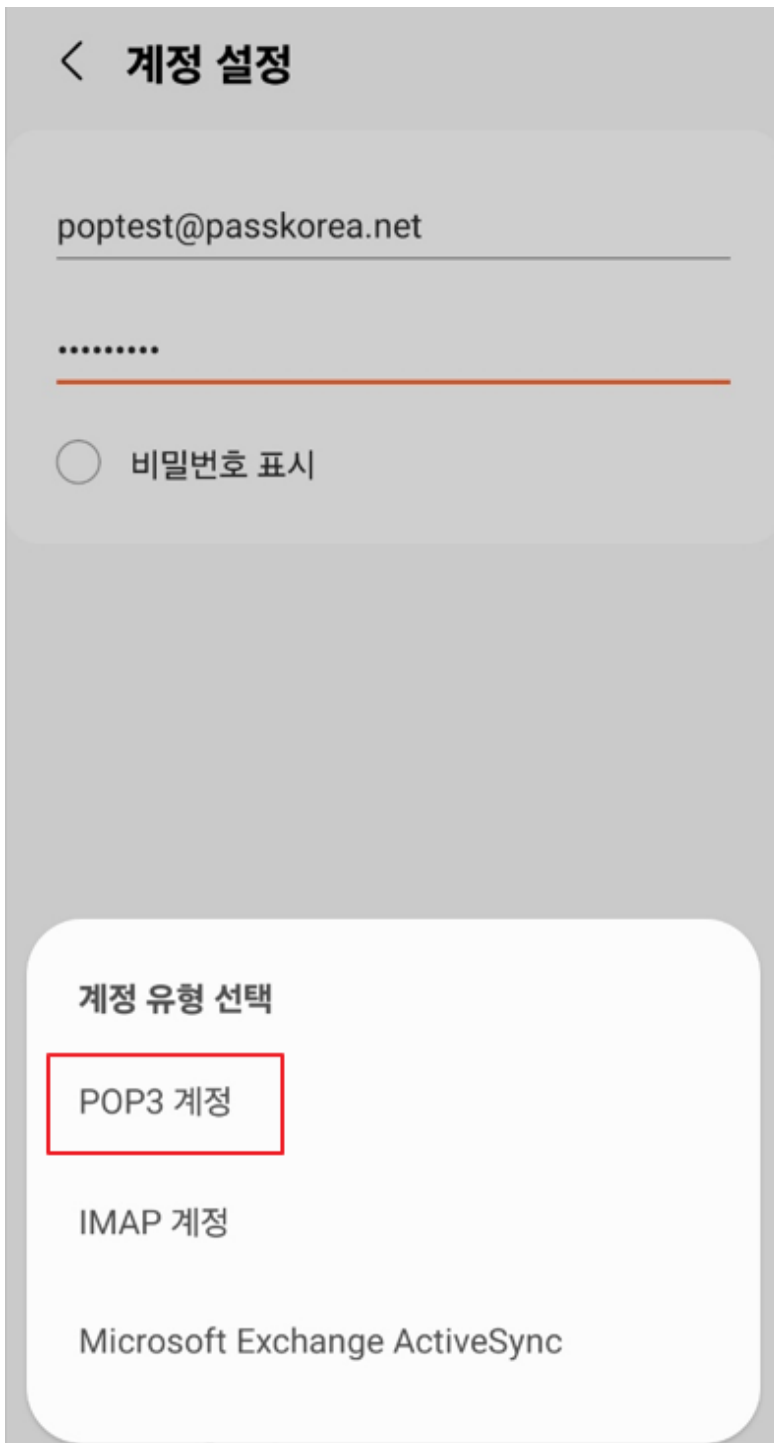 계정 설정
poptest@passkorea.net
•••••••••
비밀번호 표시
계정 유형 선택
POP3 계정
IMAP 계정
Microsoft Exchange ActiveSync